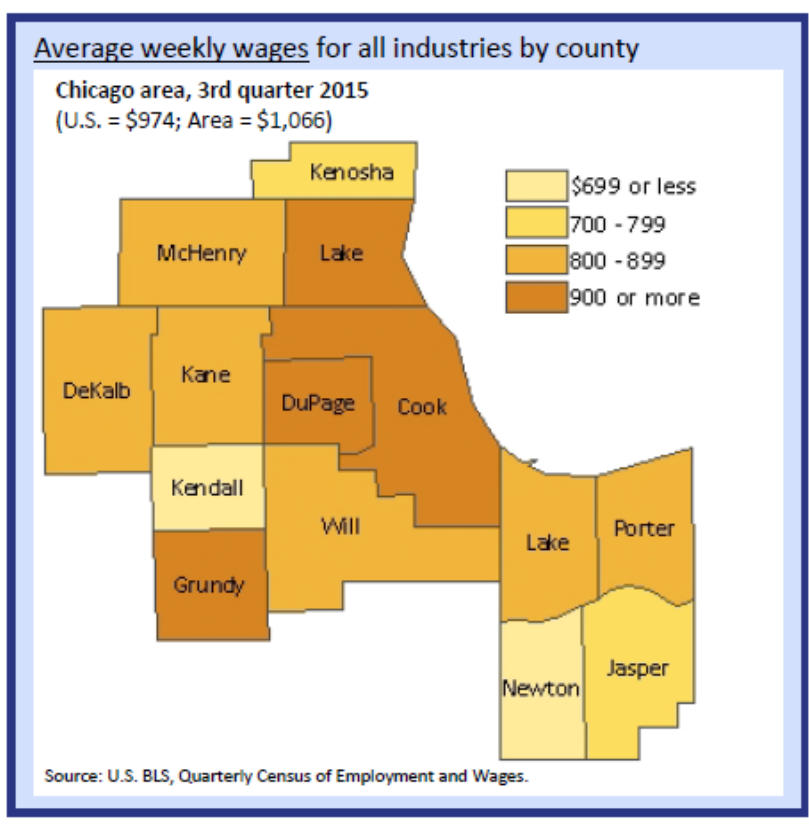 Average weekly wages for all industries by county
Chicago area, 3rd quarter 2015
(U.S. = $974; Area = $1,066)
Kenosha
$699 or less
700 - 799
800 - 899
900 or more
McHenry
Lake
DeKalb
Kane
DuPage
Cook
Kendall
Will
Lake
Porter
Grundy
Newton
Jasper
Source: U.S. BLS, Quarterly Census of Employment and Wages.